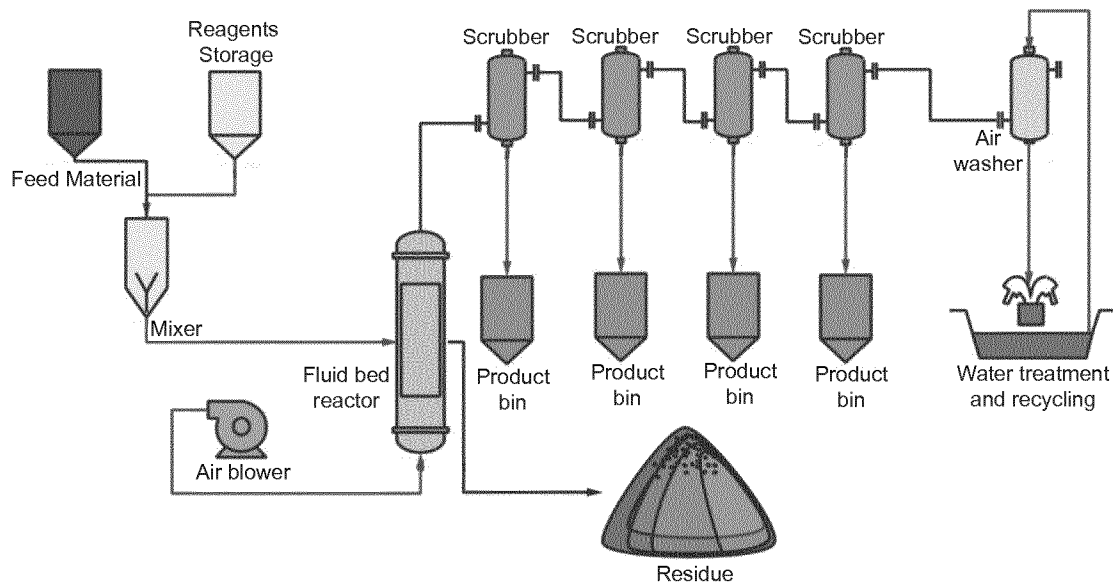 Reagents
Storage
Scrubber
Scrubber
Scrubber
Scrubber
Feed Material
Air
washer
Mixer
Fluid bed
reactor
Product
bin
Product
bin
Product
bin
Product
bin
Water treatment
and recycling
Air blower
Residue